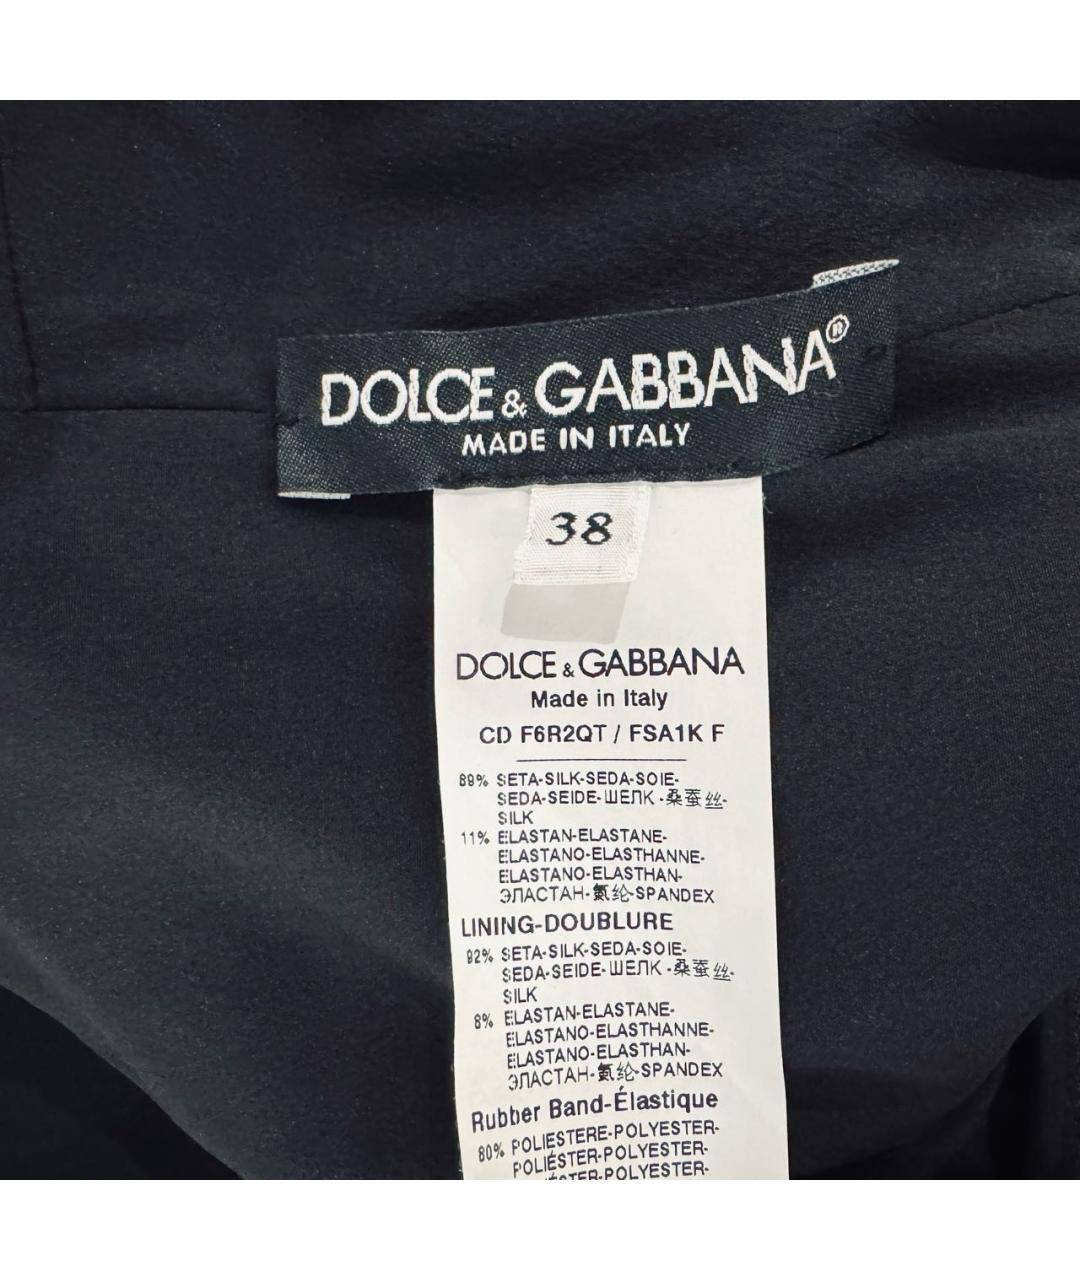 DOLCE & GABBANA®
MADE IN ITALY
38
DOLCE & GABBANA
Made in Italy
CD F6R2QT / FSA1K F
89% SETA-SILK-SEDA-SOIE-
SEDA-SEIDE-ШЕЛК-桑蚕丝-
SILK
11% ELASTAN-ELASTANE-
ELASTANO-ELASTHANNE-
ELASTANO-ELASTHAN-
ЭЛАСТАН-氨纶-SPANDEX
LINING-DOUBLURE
92% SETA-SILK-SEDA-SOIE-
SEDA-SEIDE-ШЕЛК-桑蚕丝-
SILK
8% ELASTAN-ELASTANE-
ELASTANO-ELASTHANNE-
ELASTANO-ELASTHAN-
ЭЛАСТАН-氨纶-SPANDEX
Rubber Band-Élastique
80% POLIESTERE-POLYESTER-
POLIÉSTER-POLYESTER-